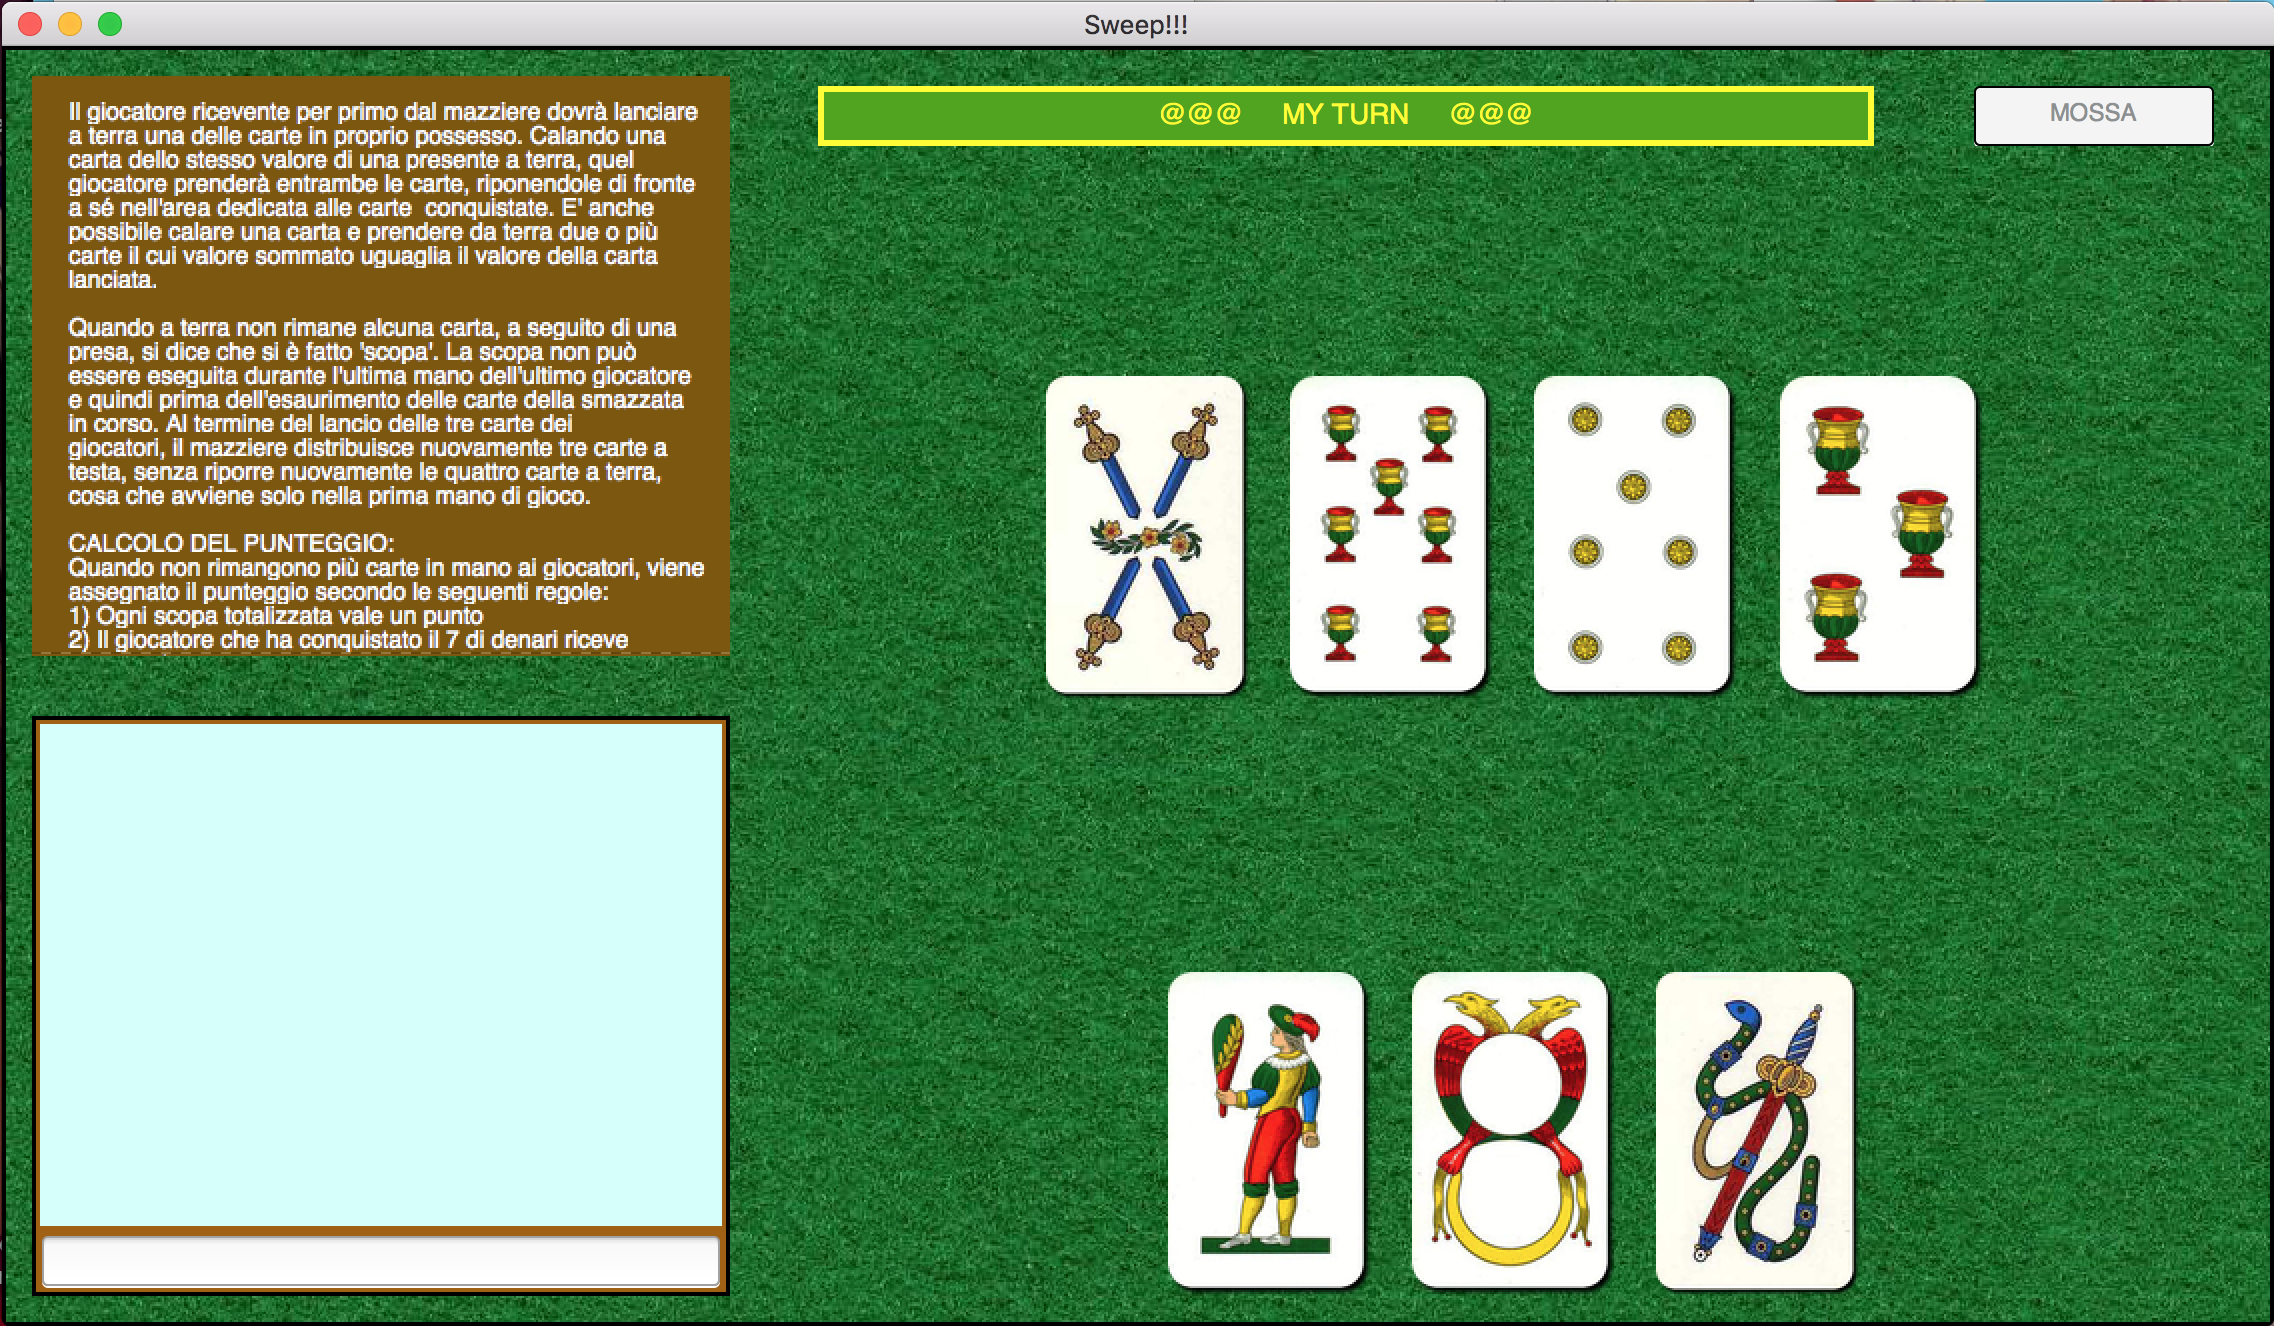 Sweep!!!
Il giocatore ricevente per primo dal mazziere dovrà lanciare
a terra una delle carte in proprio possesso. Calando una
carta dello stesso valore di una presente a terra, quel
giocatore prenderà entrambe le carte, riponendole di fronte
a sé nell'area dedicata alle carte  conquistate. E' anche
possibile calare una carta e prendere da terra due o più
carte il cui valore sommato uguaglia il valore della carta
lanciata.
Quando a terra non rimane alcuna carta, a seguito di una
presa, si dice che si è fatto 'scopa'. La scopa non può
essere eseguita durante l'ultima mano dell'ultimo giocatore
e quindi prima dell'esaurimento delle carte della smazzata
in corso. Al termine del lancio delle tre carte dei
giocatori, il mazziere distribuisce nuovamente tre carte a
testa, senza riporre nuovamente le quattro carte a terra,
cosa che avviene solo nella prima mano di gioco.
CALCOLO DEL PUNTEGGIO:
Quando non rimangono più carte in mano ai giocatori, viene
assegnato il punteggio secondo le seguenti regole:
1) Ogni scopa totalizzata vale un punto
2) Il giocatore che ha conquistato il 7 di denari riceve
@@@ MY TURN @@@
MOSSA